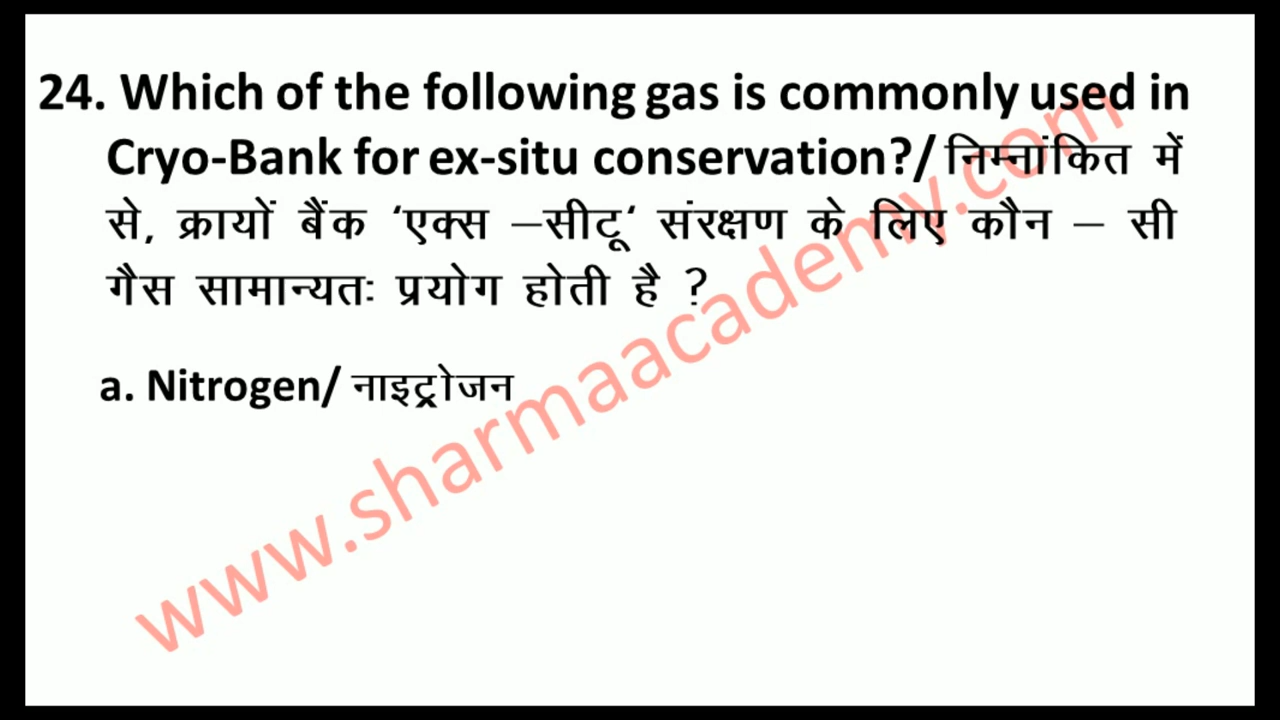 24. Which of the following gas is commonly used in
Cryo-Bank for ex-situ conservation?/ निम्नांकित में
से, क्रायों बैंक ‘एक्स –सीटू‘ संरक्षण के लिए कौन – सी
गैस सामान्यतः प्रयोग होती है ?
a. Nitrogen/ नाइट्रोजन
www.sharmaacademy.com